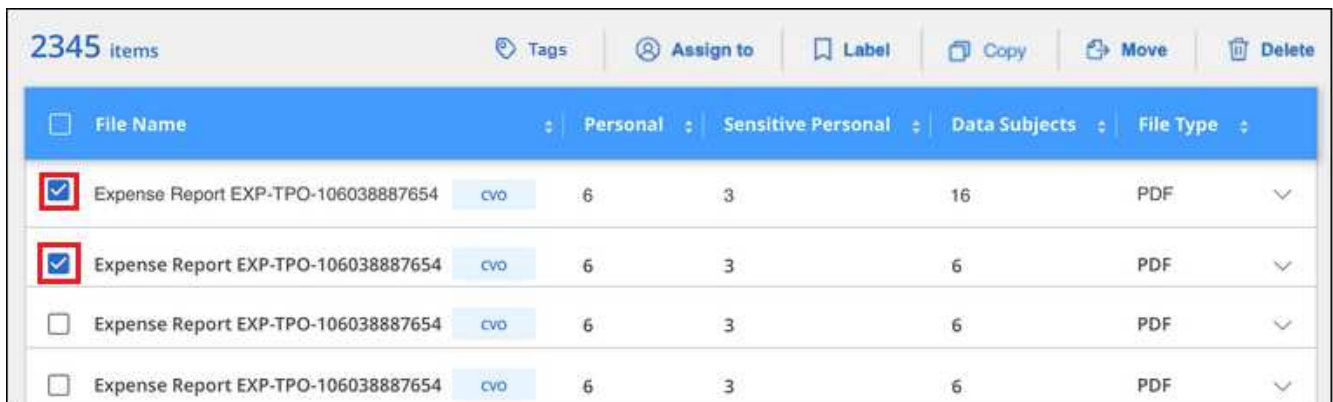 2345 items Tags Assign to Label Copy Move Delete
File Name Personal Sensitive Personal Data Subjects File Type
Expense Report EXP-TPO-106038887654 CVO 6 3 16 PDF
Expense Report EXP-TPO-106038887654 CVO 6 3 6 PDF
Expense Report EXP-TPO-106038887654 CVO 6 3 6 PDF
Expense Report EXP-TPO-106038887654 CVO 6 3 6 PDF